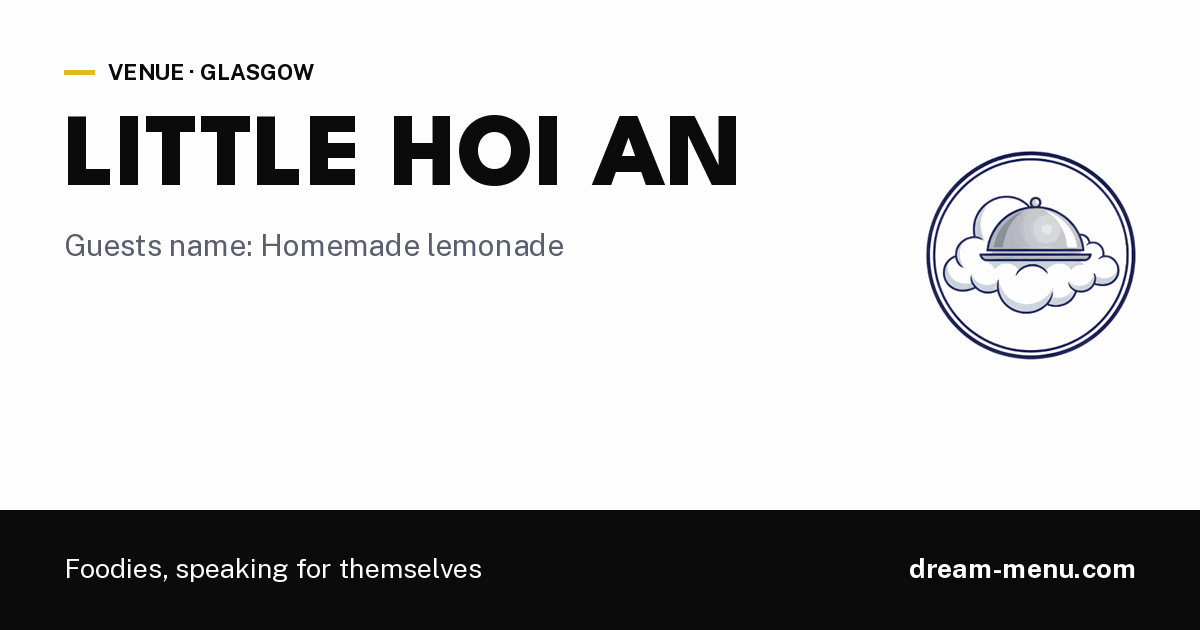 VENUE · GLASGOW
LITTLE HOI AN
Guests name: Homemade lemonade
Foodies, speaking for themselves
dream-menu.com